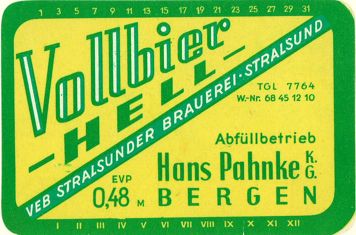 1 3 5 7 9 11 13 15 17 19 21 23 25 27 29 31
Vollbier
—HELL—
VEB STRALSUNDER BRAUEREI·STRALSUND
TGL 7764
W.-Nr. 68 45 12 10
Abfüllbetrieb
Hans Pahnke K.G.
BERGEN
EVP
0,48 M
I II III IV V VI VII VIII IX X XI XII